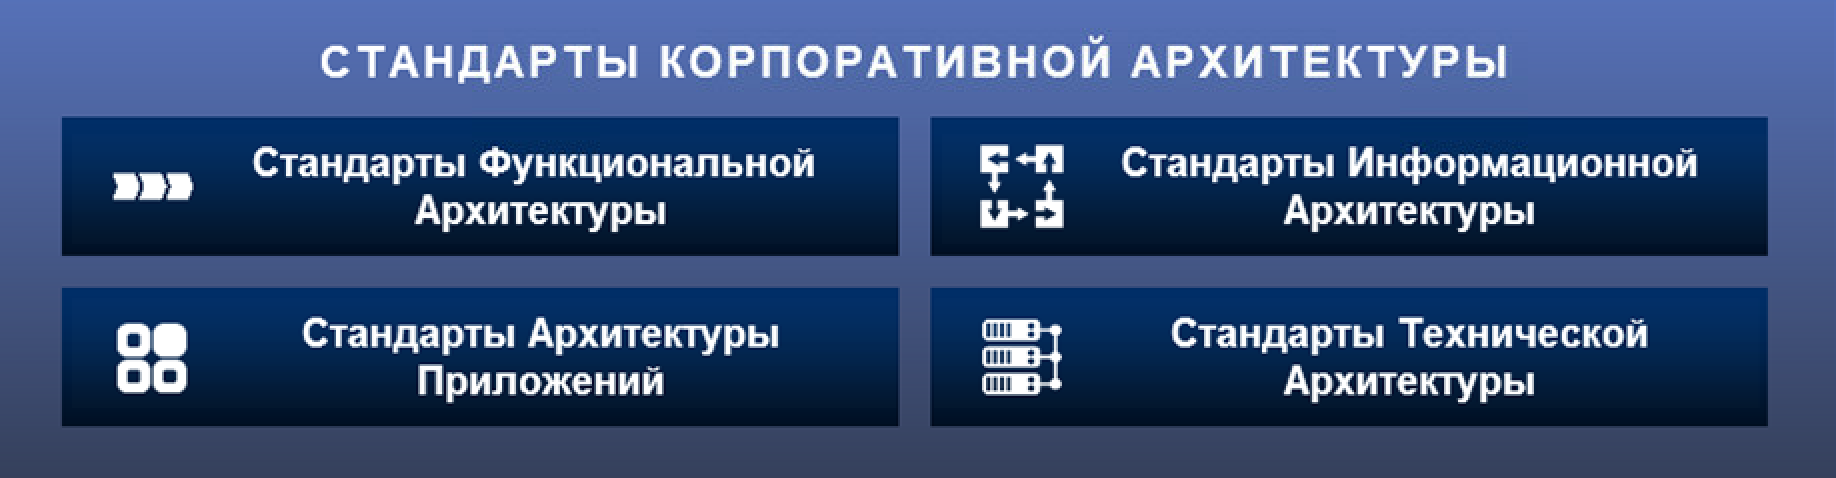 СТАНДАРТЫ КОРПОРАТИВНОЙ АРХИТЕКТУРЫ
Стандарты Функциональной
Архитектуры
Стандарты Информационной
Архитектуры
Стандарты Архитектуры
Приложений
Стандарты Технической
Архитектуры